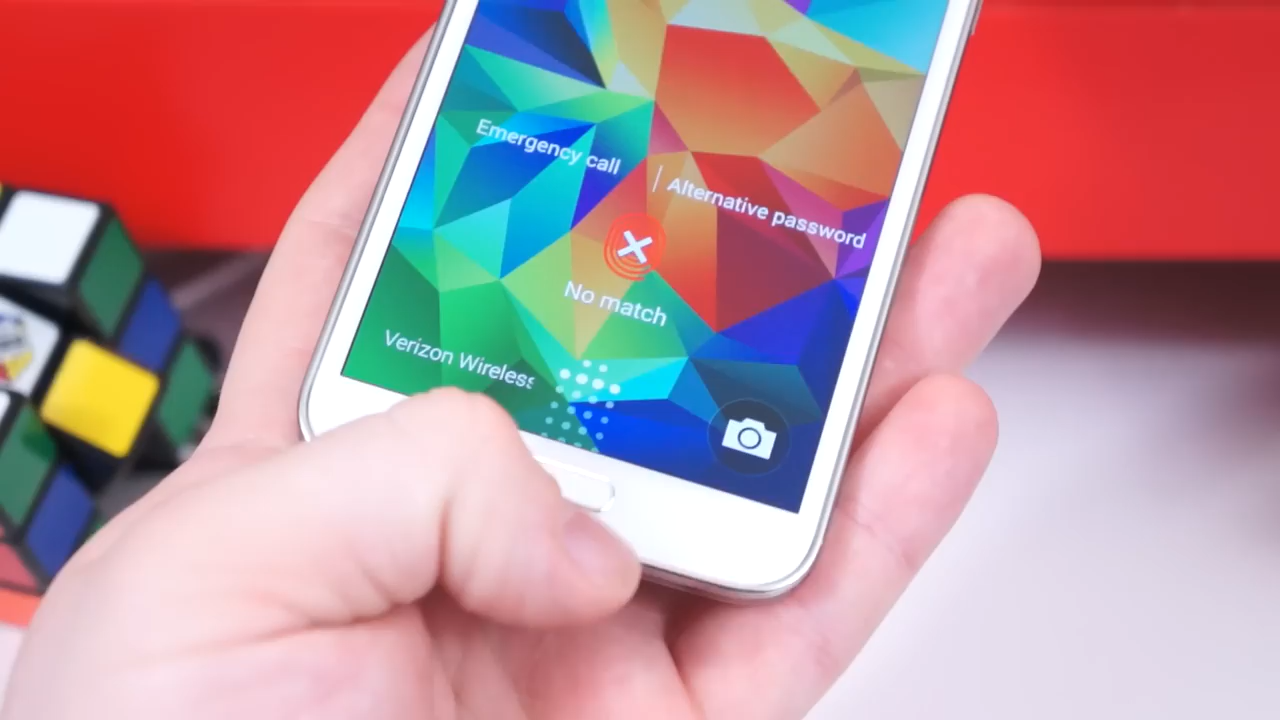 Emergency call
Alternative password
No match
Verizon Wireless